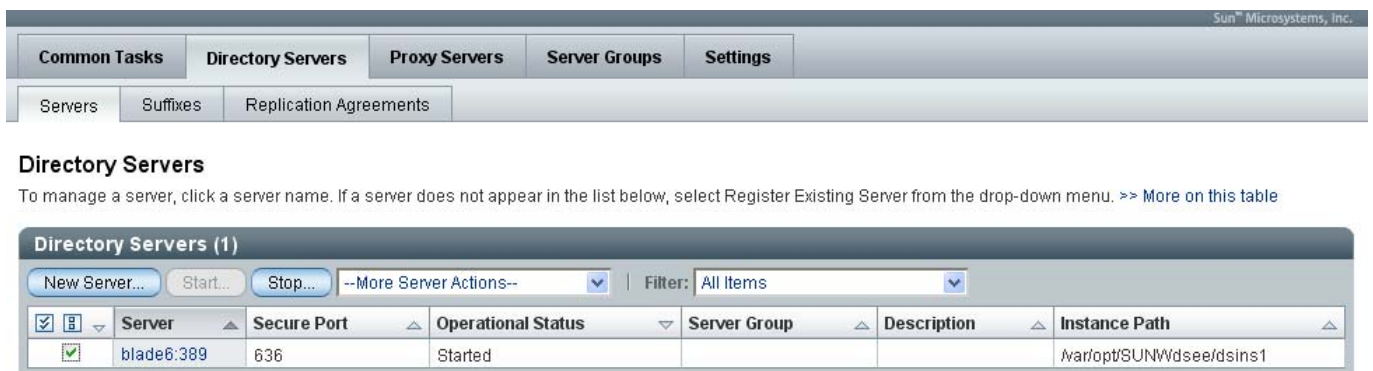 Sun™ Microsystems, Inc.
Common Tasks Directory Servers Proxy Servers Server Groups Settings
Servers Suffixes Replication Agreements
Directory Servers
To manage a server, click a server name. If a server does not appear in the list below, select Register Existing Server from the drop-down menu. >> More on this table
Directory Servers (1)
New Server... Start... Stop... --More Server Actions-- Filter: All Items
Server Secure Port Operational Status Server Group Description Instance Path
blade6:389 636 Started /var/opt/SUNWdsee/dsins1